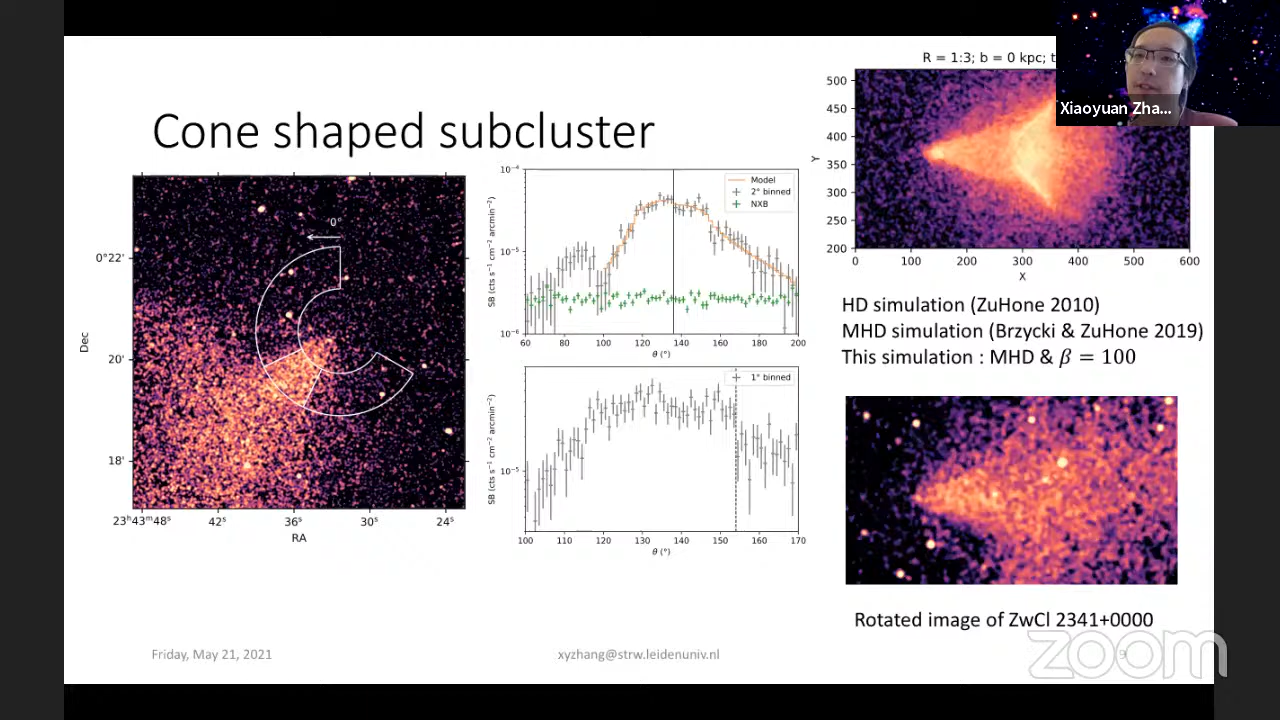 R = 1:3; b = 0 kpc; t
Xiaoyuan Zha...
Cone shaped subcluster
0°
0°22'
20'
18'
Dec
23ʰ43ᵐ48ˢ 42ˢ 36ˢ 30ˢ 24ˢ
RA
10⁻⁴
10⁻⁵
10⁻⁶
SB (cts s⁻¹ cm⁻² arcmin⁻²)
Model
2° binned
NXB
60 80 100 120 140 160 180 200
θ (°)
1° binned
10⁻⁵
SB (cts s⁻¹ cm⁻² arcmin⁻²)
100 110 120 130 140 150 160 170
θ (°)
500
450
400
350
300
250
200
Y
0 100 200 300 400 500 600
X
HD simulation (ZuHone 2010)
MHD simulation (Brzycki & ZuHone 2019)
This simulation : MHD & β = 100
Rotated image of ZwCl 2341+0000
Friday, May 21, 2021
xyzhang@strw.leidenuniv.nl
9
zoom